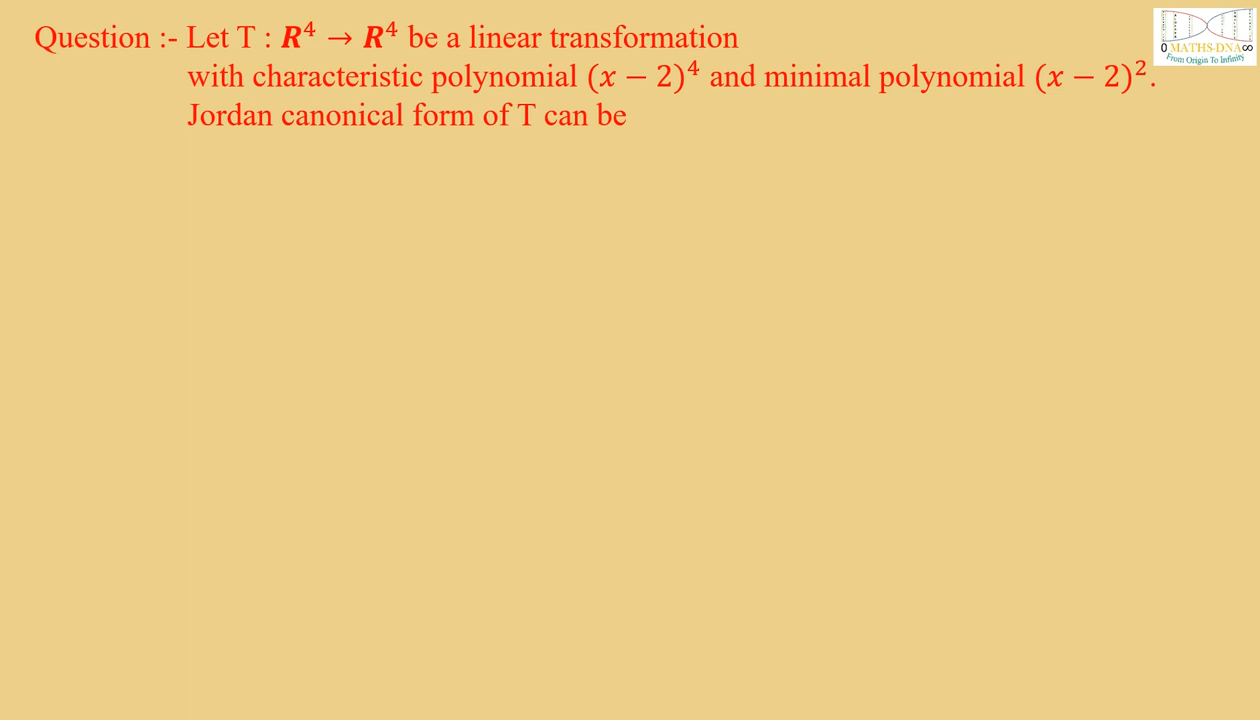 Question :- Let T : 𝑹⁴ → 𝑹⁴ be a linear transformation
with characteristic polynomial (𝑥 − 2)⁴ and minimal polynomial (𝑥 − 2)².
Jordan canonical form of T can be
0 MATHS-DNA∞
From Origin To Infinity